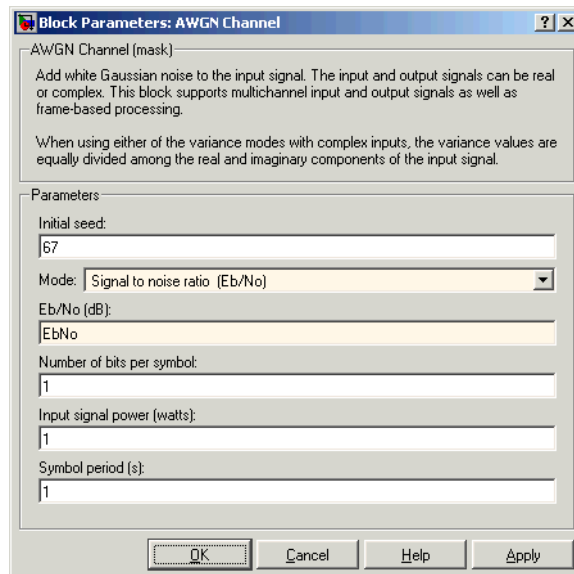 Block Parameters: AWGN Channel
AWGN Channel (mask)
Add white Gaussian noise to the input signal. The input and output signals can be real
or complex. This block supports multichannel input and output signals as well as
frame-based processing.
When using either of the variance modes with complex inputs, the variance values are
equally divided among the real and imaginary components of the input signal.
Parameters
Initial seed:
67
Mode: Signal to noise ratio (Eb/No)
Eb/No (dB):
EbNo
Number of bits per symbol:
1
Input signal power (watts):
1
Symbol period (s):
1
OK Cancel Help Apply